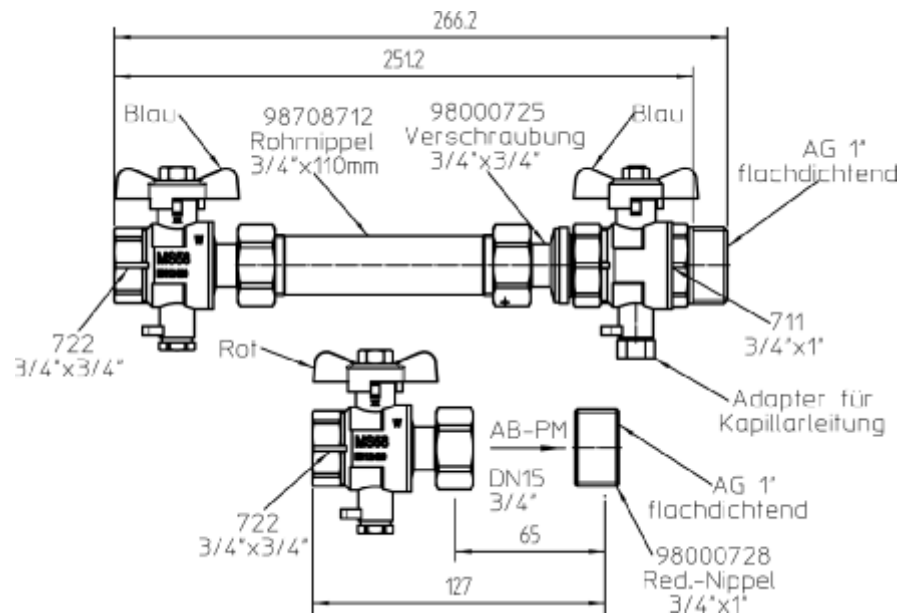 266.2
251.2
Blau
98708712
Rohrnippel
3/4"x110mm
98000725
Verschraubung
3/4"x3/4"
Blau
AG 1"
flachdichtend
W
MS58
722
3/4"x3/4"
711
3/4"x1"
Rot
Adapter für
Kapillarleitung
W
MS58
AB-PM
DN15
3/4"
AG 1"
flachdichtend
722
3/4"x3/4"
65
98000728
Red.-Nippel
3/4"x1"
127